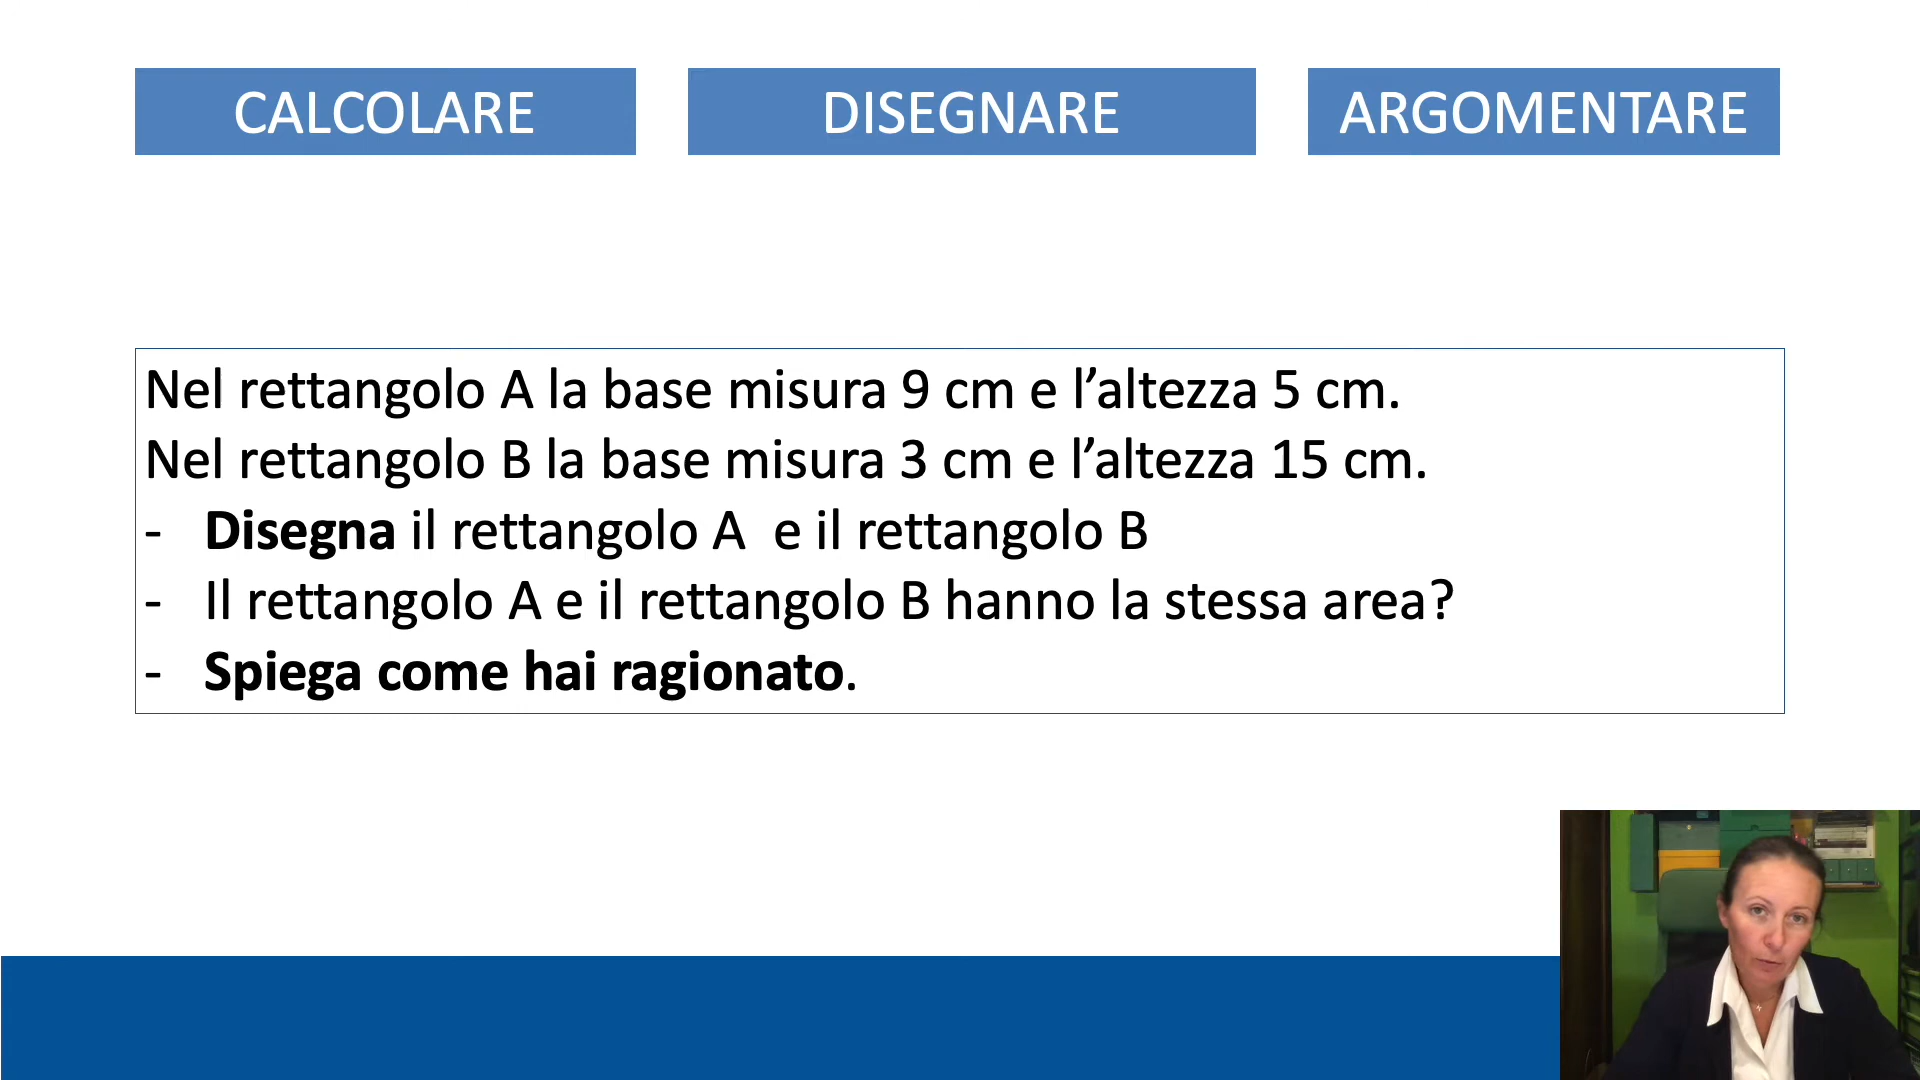 CALCOLARE
DISEGNARE
ARGOMENTARE
Nel rettangolo A la base misura 9 cm e l’altezza 5 cm.
Nel rettangolo B la base misura 3 cm e l’altezza 15 cm.
- Disegna il rettangolo A e il rettangolo B
- Il rettangolo A e il rettangolo B hanno la stessa area?
- Spiega come hai ragionato.